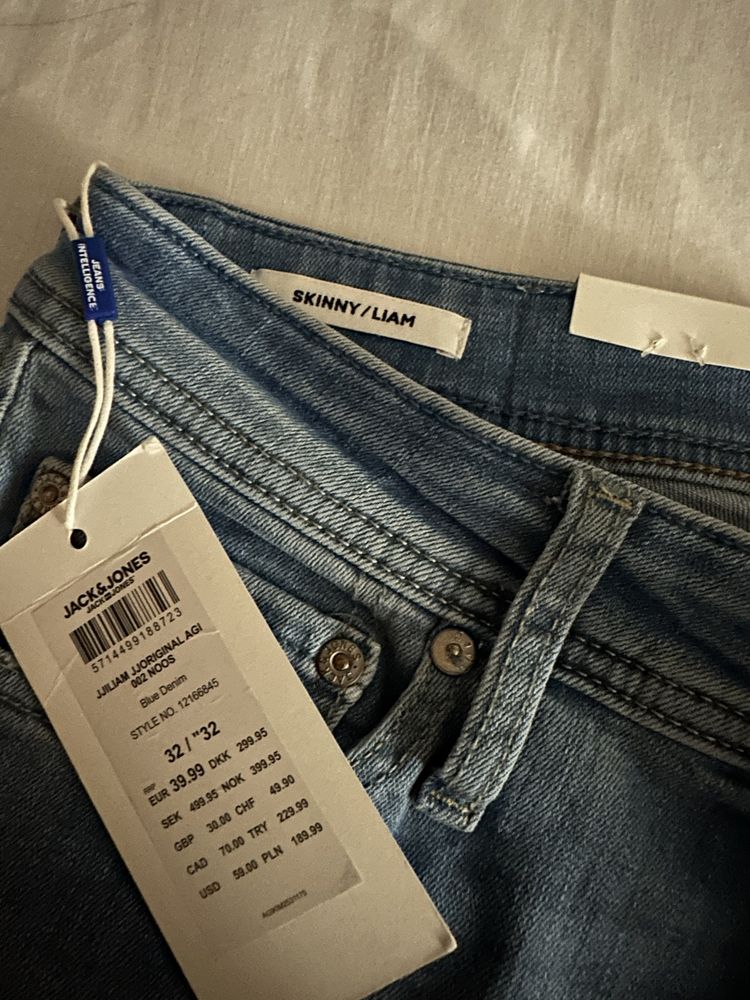 JEANS
INTELLIGENCE
SKINNY/LIAM
JACK&JONES
JACK&JONES
5714499188723
JJILIAM JJORIGINAL AGI
002 NOOS
Blue Denim
STYLE NO. 12166845
32 / "32
RRP
EUR 39.99 DKK 299.95
SEK 499.95 NOK 399.95
GBP 30.00 CHF 49.90
CAD 70.00 TRY 229.99
USD 59.00 PLN 189.99